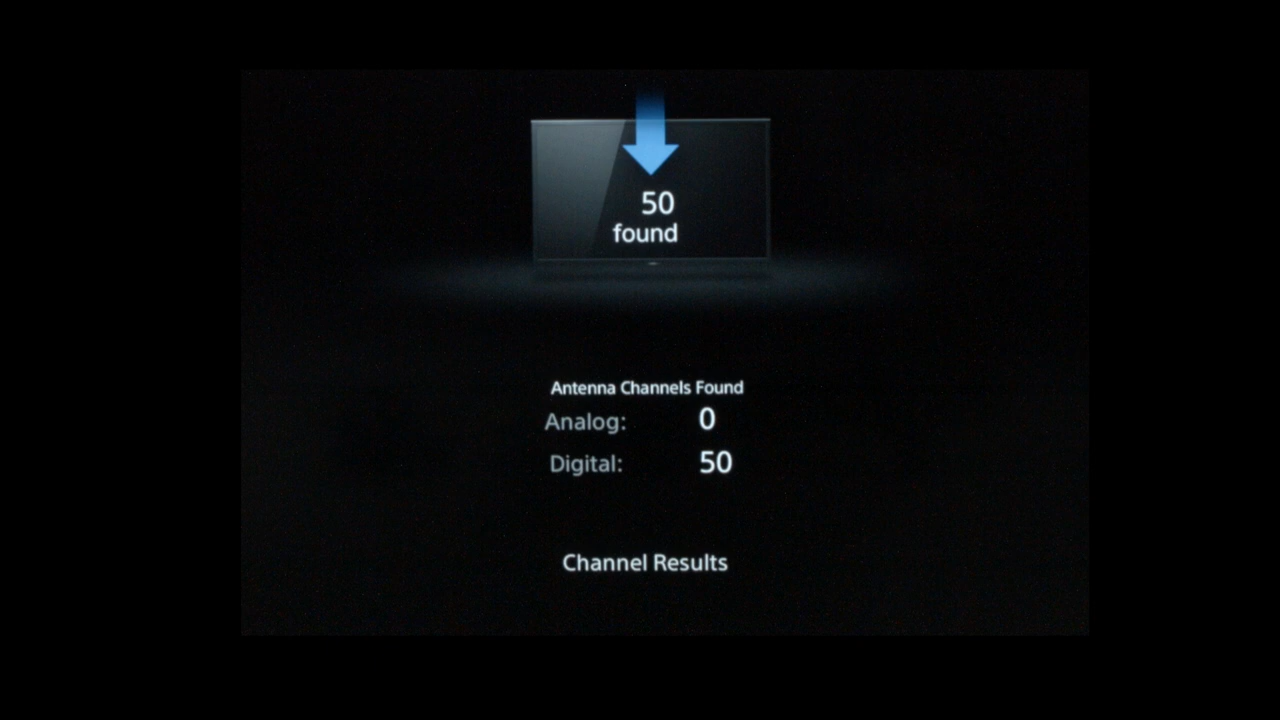 50
found
Antenna Channels Found
Analog: 0
Digital: 50
Channel Results